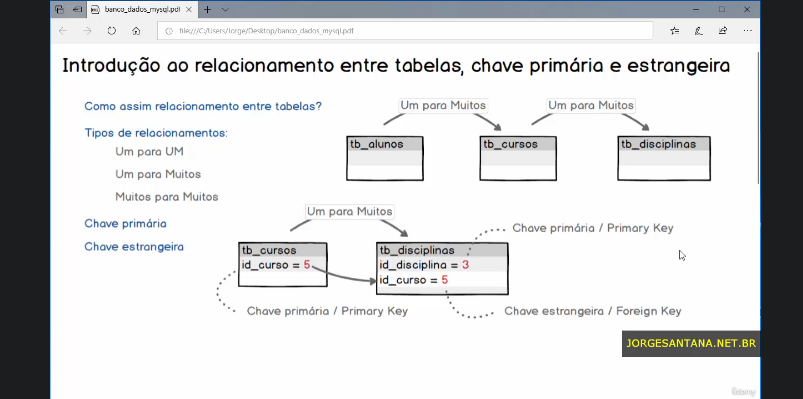 banco_dados_mysql.pdf
file:///C:/Users/Jorge/Desktop/banco_dados_mysql.pdf
Introdução ao relacionamento entre tabelas, chave primária e estrangeira
Como assim relacionamento entre tabelas?
Um para Muitos
Um para Muitos
Tipos de relacionamentos:
Um para UM
Um para Muitos
Muitos para Muitos
tb_alunos
tb_cursos
tb_disciplinas
Chave primária
Chave estrangeira
Um para Muitos
tb_cursos
id_curso = 5
tb_disciplinas
id_disciplina = 3
id_curso = 5
Chave primária / Primary Key
Chave primária / Primary Key
Chave estrangeira / Foreign Key
JORGESANTANA.NET.BR
Udemy